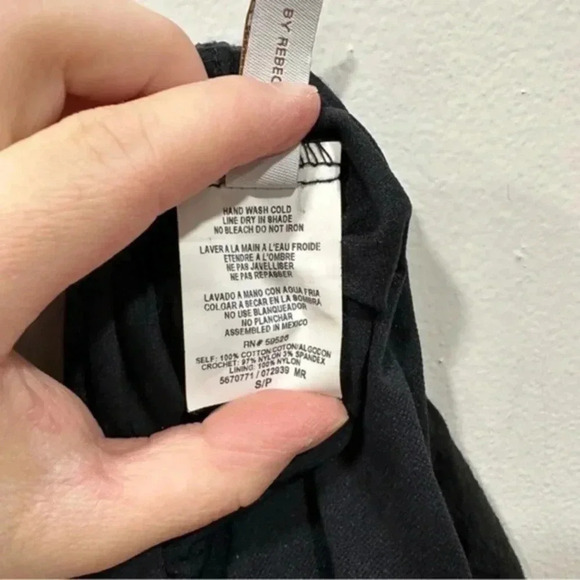 BY REBEC
HAND WASH COLD
LINE DRY IN SHADE
NO BLEACH DO NOT IRON
LAVER A LA MAIN A L'EAU FROIDE
ETENDRE A L'OMBRE
NE PAS JAVELLIBER
NE PAS REPASSER
LAVADO A MANO CON AGUA FRIA
COLGAR A SECAR EN LA SOMBRA
NO USE BLANQUEADOR
NO PLANCHAR
ASSEMBLED IN MEXICO
RN# 59526
SELF: 100% COTTON COTON/ALGODON
CROCHET: 97% NYLON 3% SPANDEX
LINING: 100% NYLON
5670771 / 072939 MR
S/P